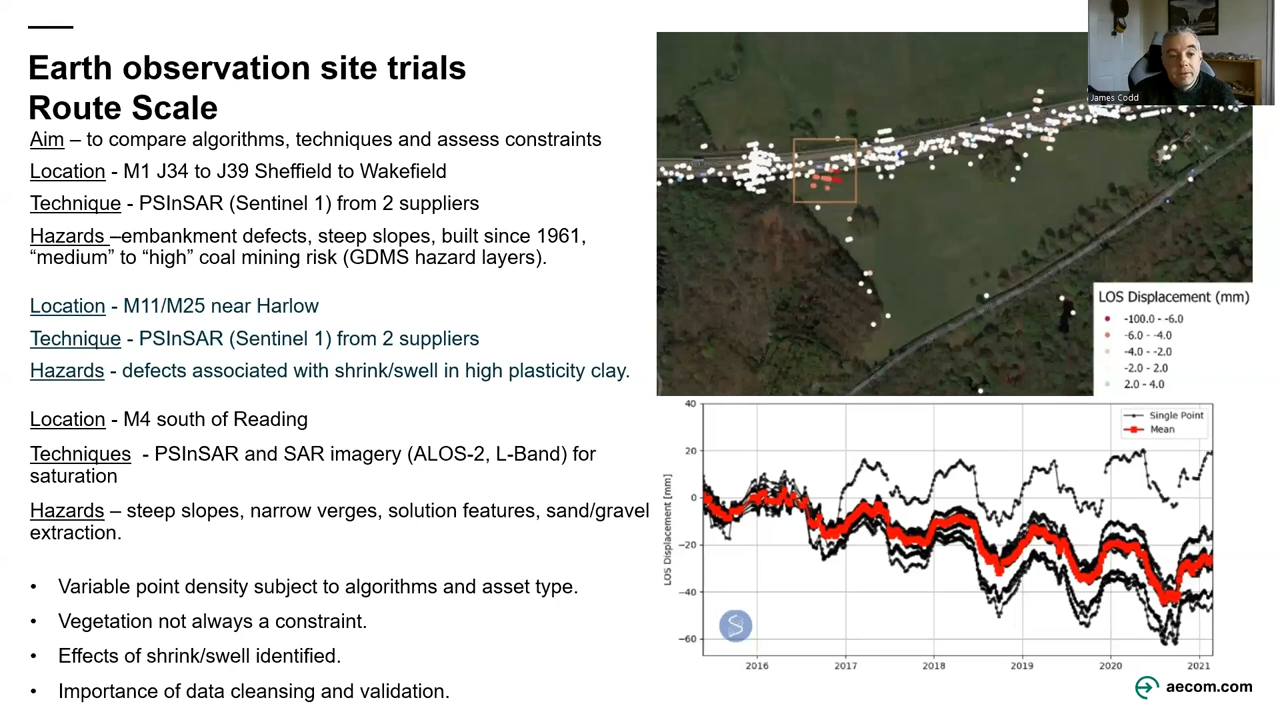 Earth observation site trials
Route Scale
Aim – to compare algorithms, techniques and assess constraints
Location - M1 J34 to J39 Sheffield to Wakefield
Technique - PSInSAR (Sentinel 1) from 2 suppliers
Hazards –embankment defects, steep slopes, built since 1961,
“medium” to “high” coal mining risk (GDMS hazard layers).
Location - M11/M25 near Harlow
Technique - PSInSAR (Sentinel 1) from 2 suppliers
Hazards - defects associated with shrink/swell in high plasticity clay.
Location - M4 south of Reading
Techniques - PSInSAR and SAR imagery (ALOS-2, L-Band) for
saturation
Hazards – steep slopes, narrow verges, solution features, sand/gravel
extraction.
• Variable point density subject to algorithms and asset type.
• Vegetation not always a constraint.
• Effects of shrink/swell identified.
• Importance of data cleansing and validation.
James Codd
LOS Displacement (mm)
-100.0 - -6.0
-6.0 - -4.0
-4.0 - -2.0
-2.0 - 2.0
2.0 - 4.0
Single Point
Mean
LOS Displacement [mm]
40
20
0
−20
−40
−60
2016 2017 2018 2019 2020 2021
S
aecom.com